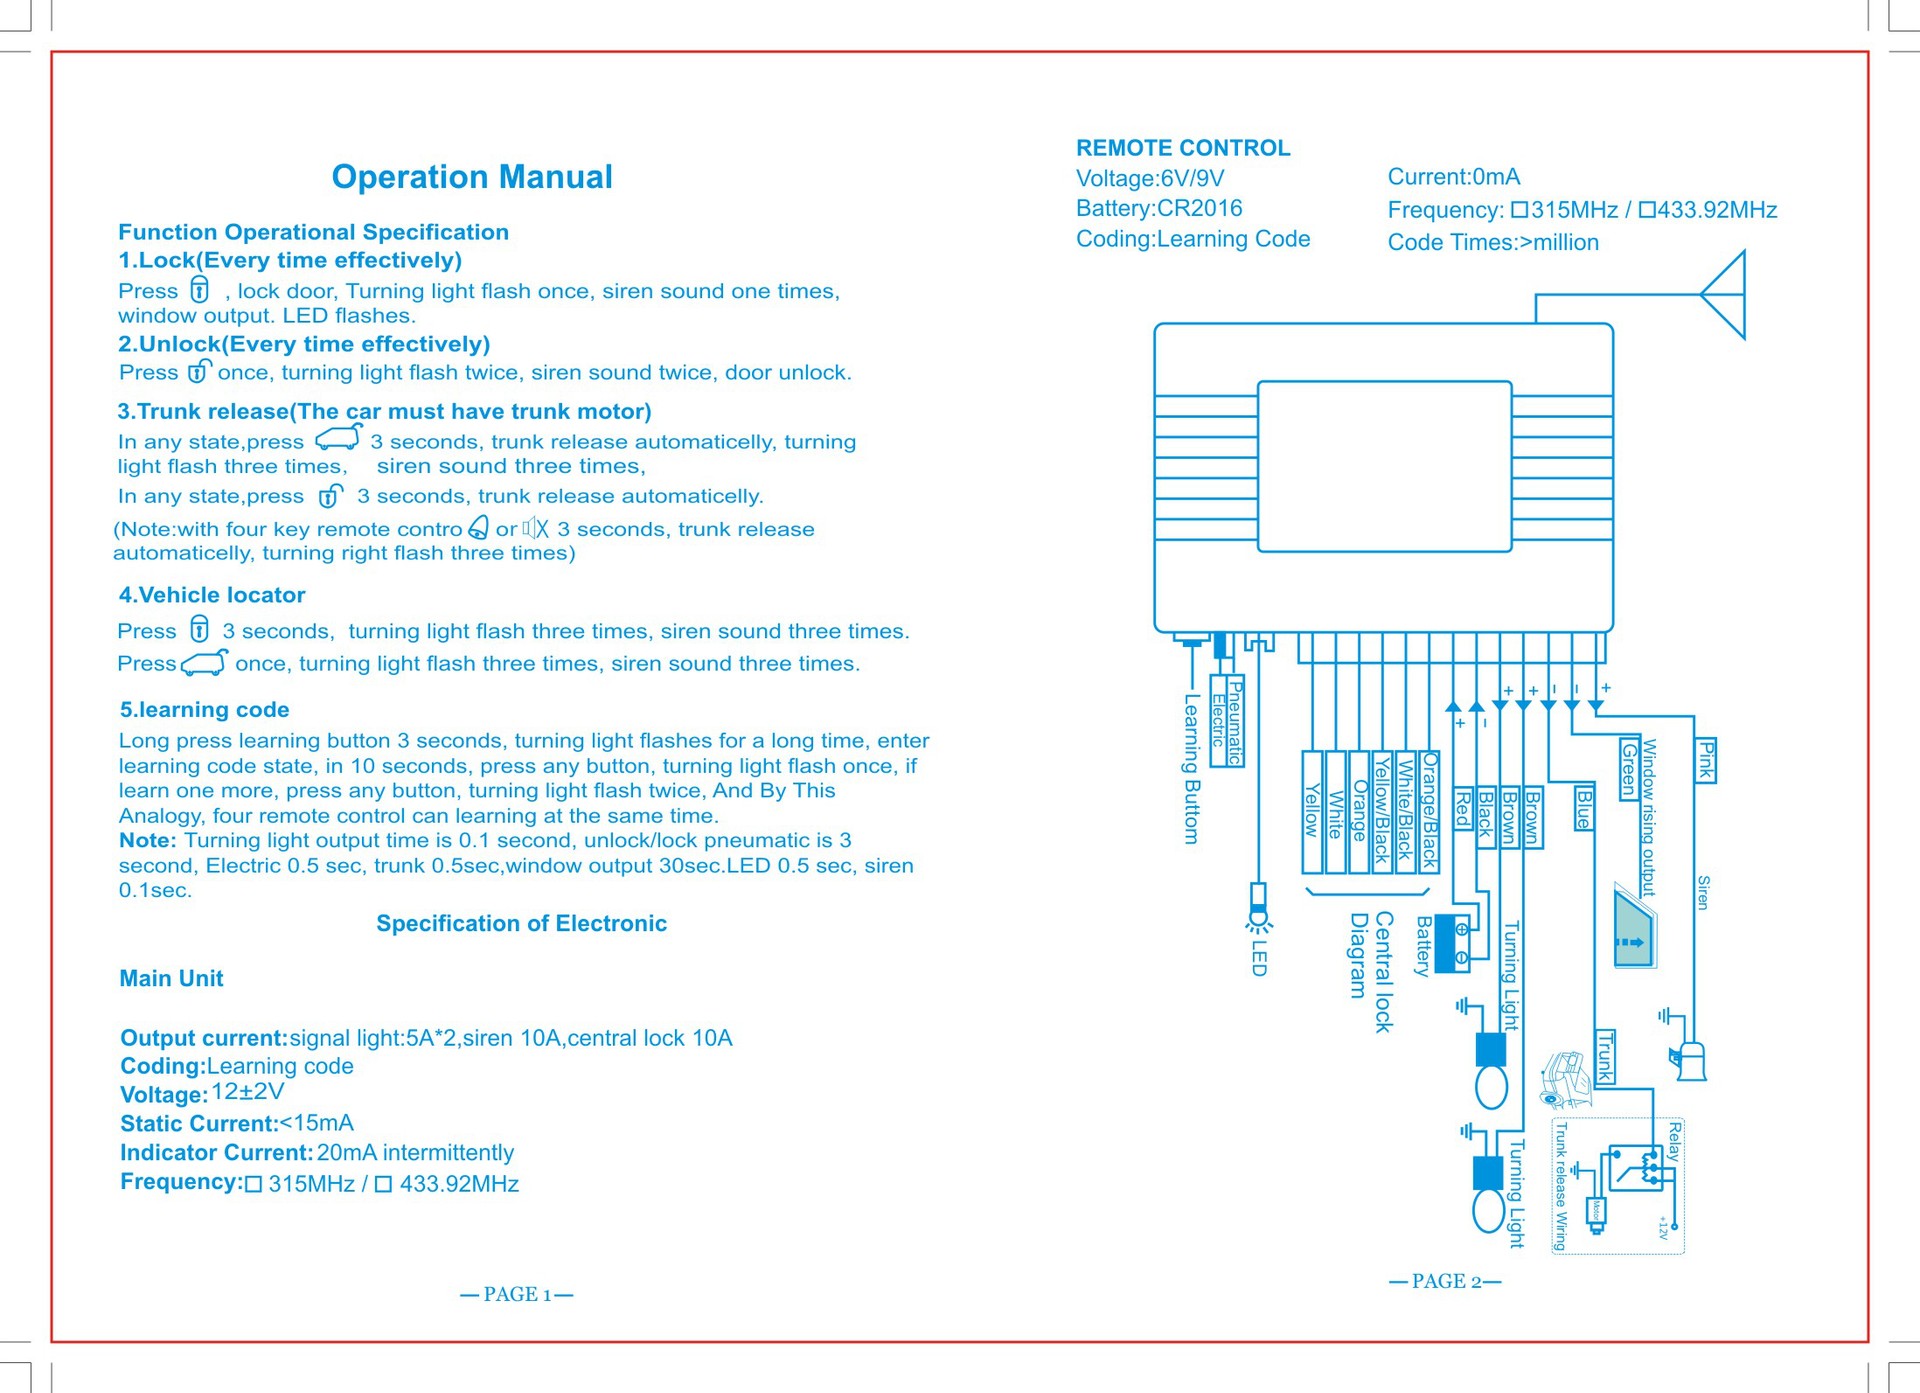 Operation Manual
Function Operational Specification
1.Lock(Every time effectively)
Press , lock door, Turning light flash once, siren sound one times,
window output. LED flashes.
2.Unlock(Every time effectively)
Press once, turning light flash twice, siren sound twice, door unlock.
3.Trunk release(The car must have trunk motor)
In any state,press 3 seconds, trunk release automaticelly, turning
light flash three times, siren sound three times,
In any state,press 3 seconds, trunk release automaticelly.
(Note:with four key remote contro or 3 seconds, trunk release
automaticelly, turning right flash three times)
4.Vehicle locator
Press 3 seconds, turning light flash three times, siren sound three times.
Press once, turning light flash three times, siren sound three times.
5.learning code
Long press learning button 3 seconds, turning light flashes for a long time, enter
learning code state, in 10 seconds, press any button, turning light flash once, if
learn one more, press any button, turning light flash twice, And By This
Analogy, four remote control can learning at the same time.
Note: Turning light output time is 0.1 second, unlock/lock pneumatic is 3
second, Electric 0.5 sec, trunk 0.5sec,window output 30sec.LED 0.5 sec, siren
0.1sec.
Specification of Electronic
Main Unit
Output current:signal light:5A*2,siren 10A,central lock 10A
Coding:Learning code
Voltage:12±2V
Static Current:<15mA
Indicator Current:20mA intermittently
Frequency:□ 315MHz / □ 433.92MHz
— PAGE 1 —
REMOTE CONTROL
Voltage:6V/9V
Battery:CR2016
Coding:Learning Code
Current:0mA
Frequency: □315MHz / □433.92MHz
Code Times:>million
Learning Buttom
Electric
Pneumatic
LED
Yellow
White
Orange
Yellow/Black
White/Black
Orange/Black
Central lock
Diagram
+
-
+
+
-
-
+
Red
Black
Brown
Brown
Blue
Green
Window rising output
Pink
Siren
Battery
Turning Light
Turning Light
Trunk
Relay
Motor
+12V
Trunk release Wiring
— PAGE 2—